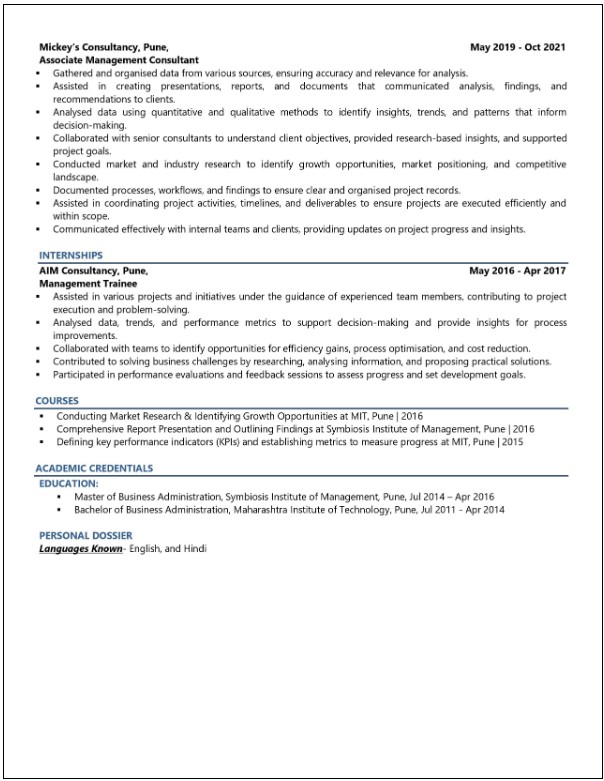 Mickey's Consultancy, Pune, May 2019 - Oct 2021
Associate Management Consultant
▪ Gathered and organised data from various sources, ensuring accuracy and relevance for analysis.
▪ Assisted in creating presentations, reports, and documents that communicated analysis, findings, and
recommendations to clients.
▪ Analysed data using quantitative and qualitative methods to identify insights, trends, and patterns that inform
decision-making.
▪ Collaborated with senior consultants to understand client objectives, provided research-based insights, and supported
project goals.
▪ Conducted market and industry research to identify growth opportunities, market positioning, and competitive
landscape.
▪ Documented processes, workflows, and findings to ensure clear and organised project records.
▪ Assisted in coordinating project activities, timelines, and deliverables to ensure projects are executed efficiently and
within scope.
▪ Communicated effectively with internal teams and clients, providing updates on project progress and insights.
INTERNSHIPS
AIM Consultancy, Pune, May 2016 - Apr 2017
Management Trainee
▪ Assisted in various projects and initiatives under the guidance of experienced team members, contributing to project
execution and problem-solving.
▪ Analysed data, trends, and performance metrics to support decision-making and provide insights for process
improvements.
▪ Collaborated with teams to identify opportunities for efficiency gains, process optimisation, and cost reduction.
▪ Contributed to solving business challenges by researching, analysing information, and proposing practical solutions.
▪ Participated in performance evaluations and feedback sessions to assess progress and set development goals.
COURSES
▪ Conducting Market Research & Identifying Growth Opportunities at MIT, Pune | 2016
▪ Comprehensive Report Presentation and Outlining Findings at Symbiosis Institute of Management, Pune | 2016
▪ Defining key performance indicators (KPIs) and establishing metrics to measure progress at MIT, Pune | 2015
ACADEMIC CREDENTIALS
EDUCATION:
▪ Master of Business Administration, Symbiosis Institute of Management, Pune, Jul 2014 – Apr 2016
▪ Bachelor of Business Administration, Maharashtra Institute of Technology, Pune, Jul 2011 - Apr 2014
PERSONAL DOSSIER
Languages Known- English, and Hindi